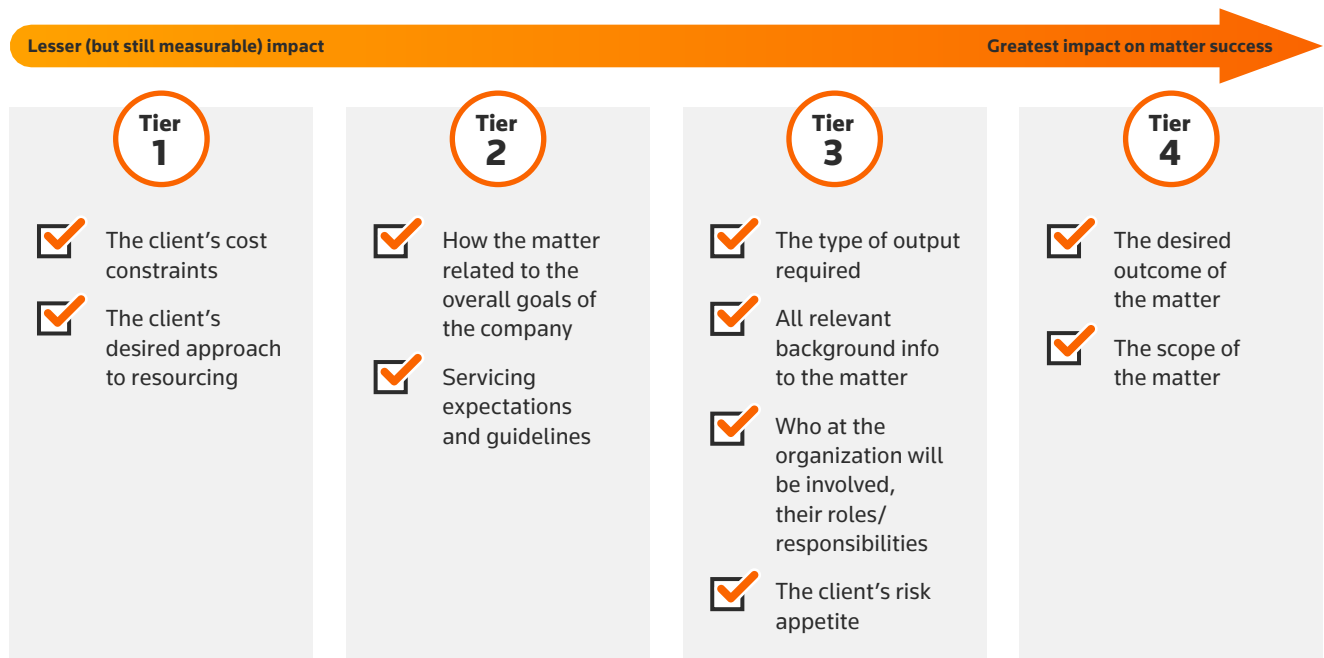 Lesser (but still measurable) impact
Greatest impact on matter success
Tier
1
The client's cost
constraints
The client's
desired approach
to resourcing
Tier
2
How the matter
related to the
overall goals of
the company
Servicing
expectations
and guidelines
Tier
3
The type of output
required
All relevant
background info
to the matter
Who at the
organization will
be involved,
their roles/
responsibilities
The client's risk
appetite
Tier
4
The desired
outcome of
the matter
The scope of
the matter